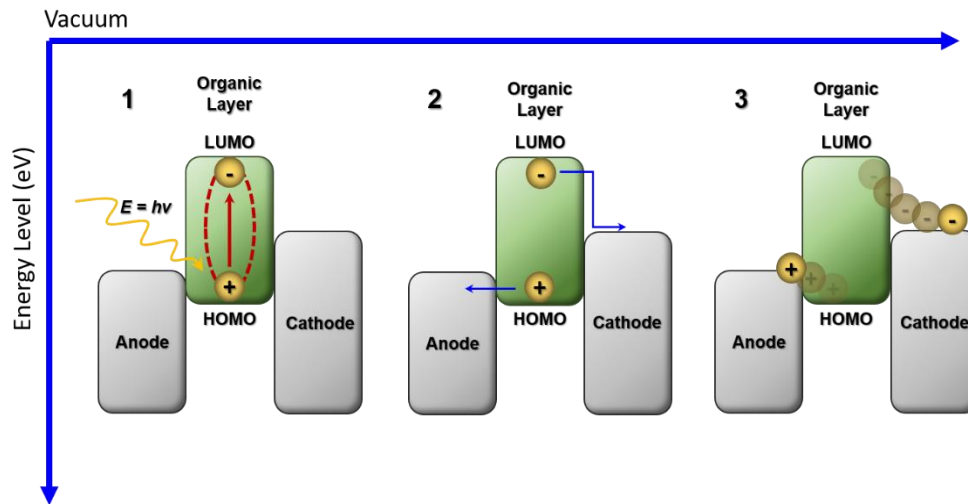 Vacuum
Energy Level (eV)
1
Organic
Layer
LUMO
-
E = hν
+
HOMO
Anode
Cathode
2
Organic
Layer
LUMO
-
+
HOMO
Anode
Cathode
3
Organic
Layer
LUMO
-
-
-
-
-
+
+
+
HOMO
Anode
Cathode